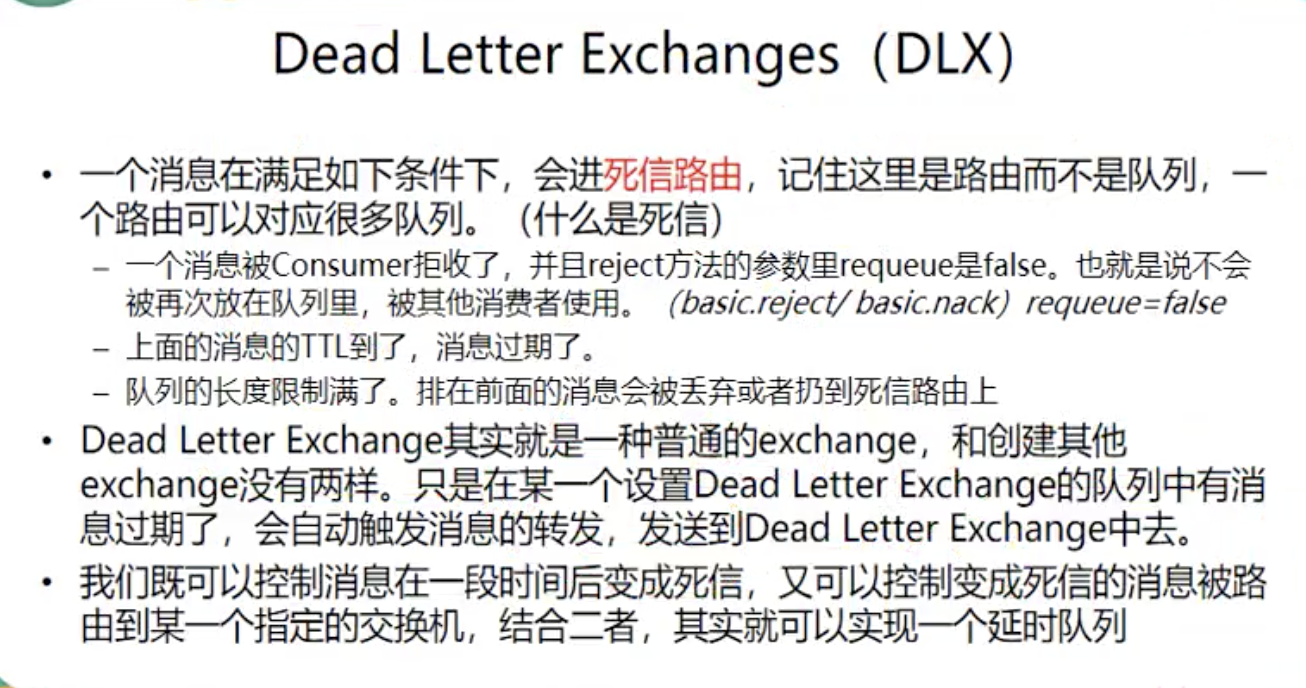 Dead Letter Exchanges（DLX）
• 一个消息在满足如下条件下，会进死信路由，记住这里是路由而不是队列，一
个路由可以对应很多队列。（什么是死信）
– 一个消息被Consumer拒收了，并且reject方法的参数里requeue是false。也就是说不会
被再次放在队列里，被其他消费者使用。（basic.reject/ basic.nack）requeue=false
– 上面的消息的TTL到了，消息过期了。
– 队列的长度限制满了。排在前面的消息会被丢弃或者扔到死信路由上
• Dead Letter Exchange其实就是一种普通的exchange，和创建其他
exchange没有两样。只是在某一个设置Dead Letter Exchange的队列中有消
息过期了，会自动触发消息的转发，发送到Dead Letter Exchange中去。
• 我们既可以控制消息在一段时间后变成死信，又可以控制变成死信的消息被路
由到某一个指定的交换机，结合二者，其实就可以实现一个延时队列